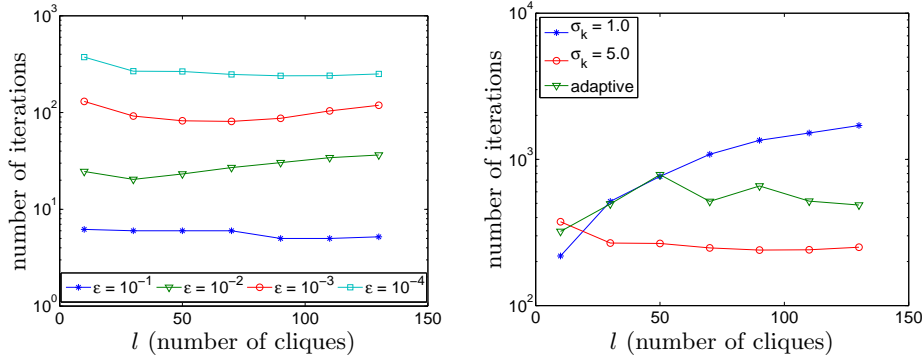 10³
10²
10¹
10⁰
0
50
100
150
number of iterations
l (number of cliques)
ε = 10⁻¹
ε = 10⁻²
ε = 10⁻³
ε = 10⁻⁴
10⁴
10³
10²
0
50
100
150
number of iterations
l (number of cliques)
σₖ = 1.0
σₖ = 5.0
adaptive